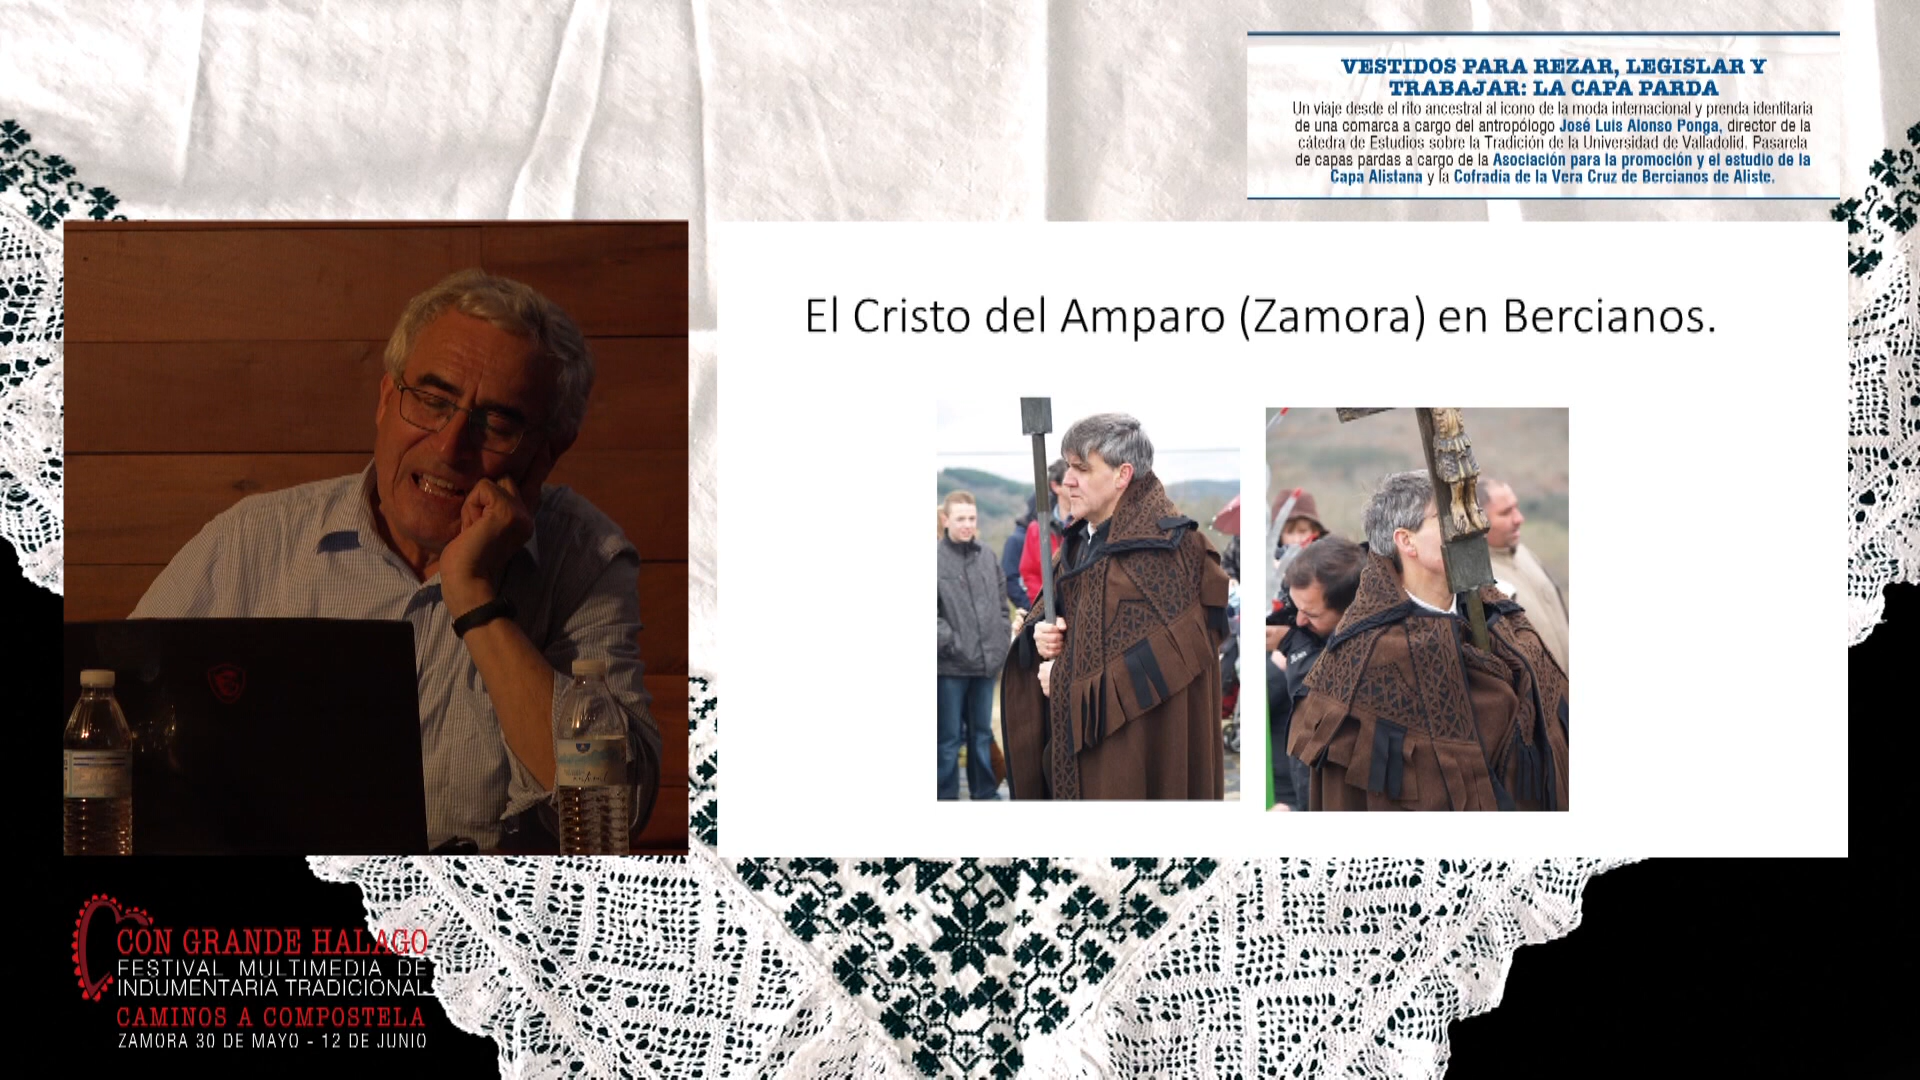 VESTIDOS PARA REZAR, LEGISLAR Y
TRABAJAR: LA CAPA PARDA
Un viaje desde el rito ancestral al icono de la moda internacional y prenda identitaria
de una comarca a cargo del antropólogo José Luis Alonso Ponga, director de la
cátedra de Estudios sobre la Tradición de la Universidad de Valladolid. Pasarela
de capas pardas a cargo de la Asociación para la promoción y el estudio de la
Capa Alistana y la Cofradía de la Vera Cruz de Bercianos de Aliste.
El Cristo del Amparo (Zamora) en Bercianos.
CON GRANDE HALAGO
FESTIVAL MULTIMEDIA DE
INDUMENTARIA TRADICIONAL
CAMINOS A COMPOSTELA
ZAMORA 30 DE MAYO - 12 DE JUNIO